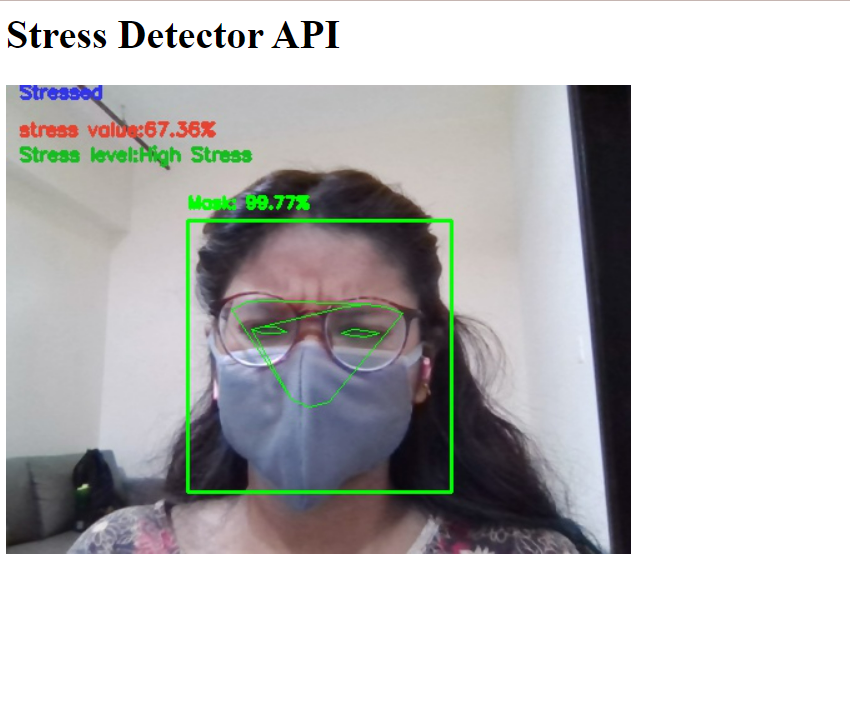 Stress Detector API
Stressed
stress value:67.36%
Stress level:High Stress
Mask: 99.77%